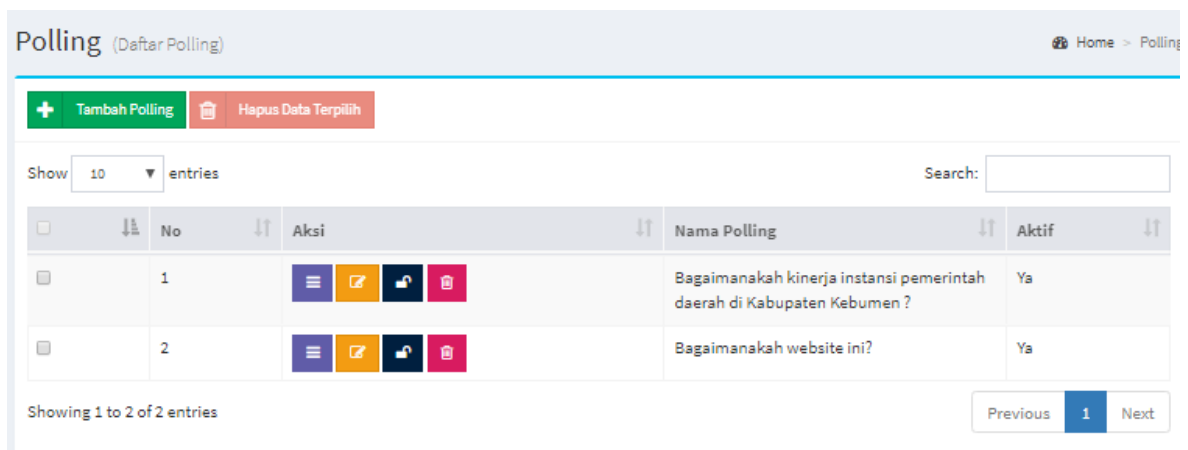 Polling (Daftar Polling)
Home > Polling
Tambah Polling Hapus Data Terpilih
Show 10 entries
Search:
No Aksi Nama Polling Aktif
1 Bagaimanakah kinerja instansi pemerintah Ya
daerah di Kabupaten Kebumen ?
2 Bagaimanakah website ini? Ya
Showing 1 to 2 of 2 entries
Previous 1 Next